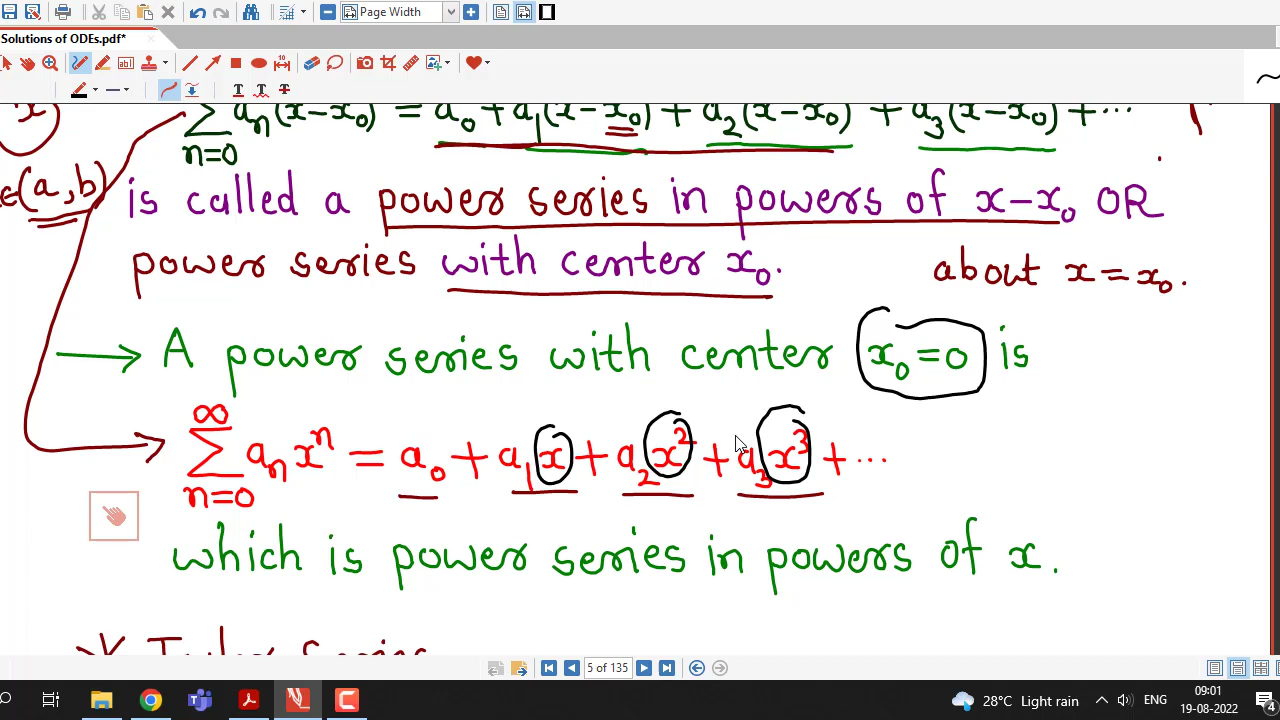 Page Width
Solutions of ODEs.pdf*
10
T T T
x
∑ aₙ(x-x₀) = a₀ + a₁(x-x₀) + a₂(x-x₀) + a₃(x-x₀) + ...
n=0
∈(a,b)
is called a power series in powers of x-x₀ OR
power series with center x₀. about x=x₀.
→ A power series with center x₀=0 is
∞
∑ aₙxⁿ = a₀ + a₁x + a₂x² + a₃x³ + ...
n=0
which is power series in powers of x.
5 of 135
28°C Light rain
ENG
09:01
19-08-2022
4